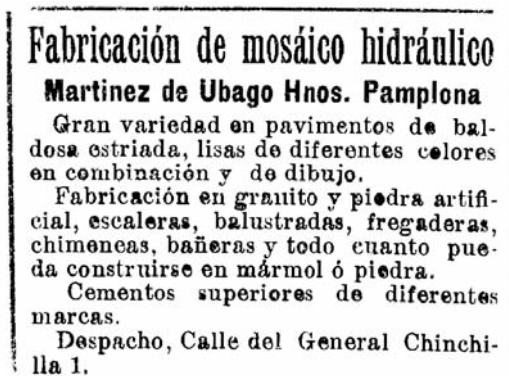 Fabricación de mosáico hidráulico
Martinez de Ubago Hnos. Pamplona
Gran variedad en pavimentos de bal-
dosa estriada, lisas de diferentes colores
en combinación y de dibujo.
Fabricación en granito y piedra artifi-
cial, escaleras, balustradas, fregaderas,
chimeneas, bañeras y todo cuanto pue-
da construirse en mármol ó piedra.
Cementos superiores de diferentes
marcas.
Despacho, Calle del General Chinchi-
lla 1.